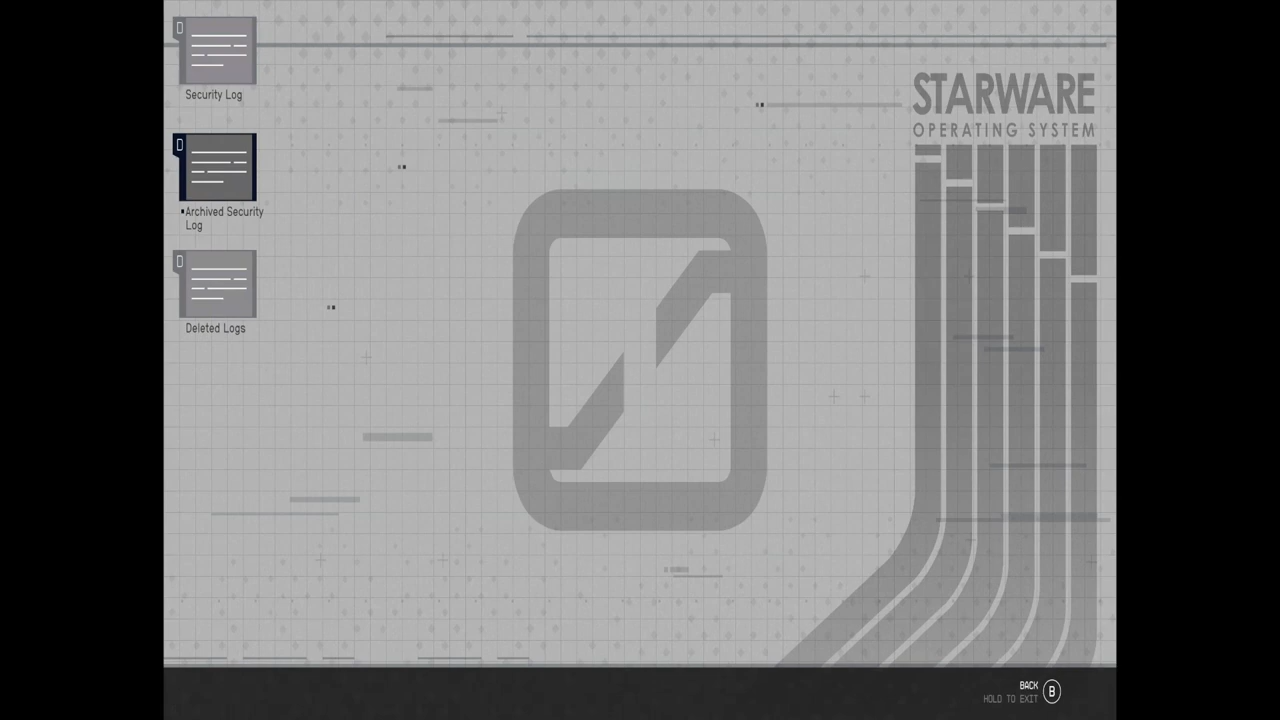 Security Log
STARWARE
OPERATING SYSTEM
Archived Security
Log
Deleted Logs
BACK
HOLD TO EXIT
B